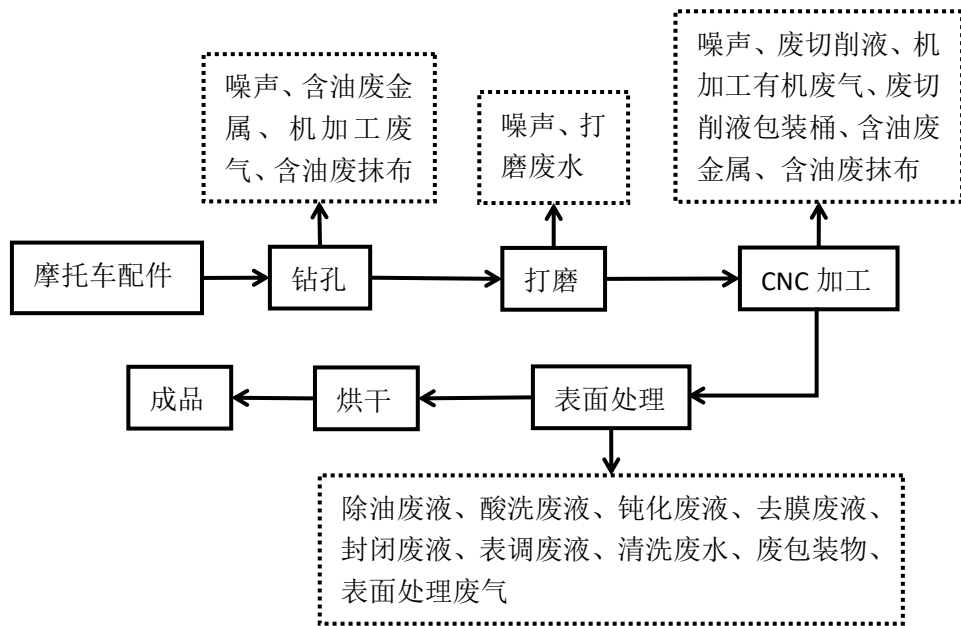 噪声、含油废金
属、机加工废
气、含油废抹布
噪声、打
磨废水
噪声、废切削液、机
加工有机废气、废切
削液包装桶、含油废
金属、含油废抹布
摩托车配件
钻孔
打磨
CNC 加工
成品
烘干
表面处理
除油废液、酸洗废液、钝化废液、去膜废液、
封闭废液、表调废液、清洗废水、废包装物、
表面处理废气